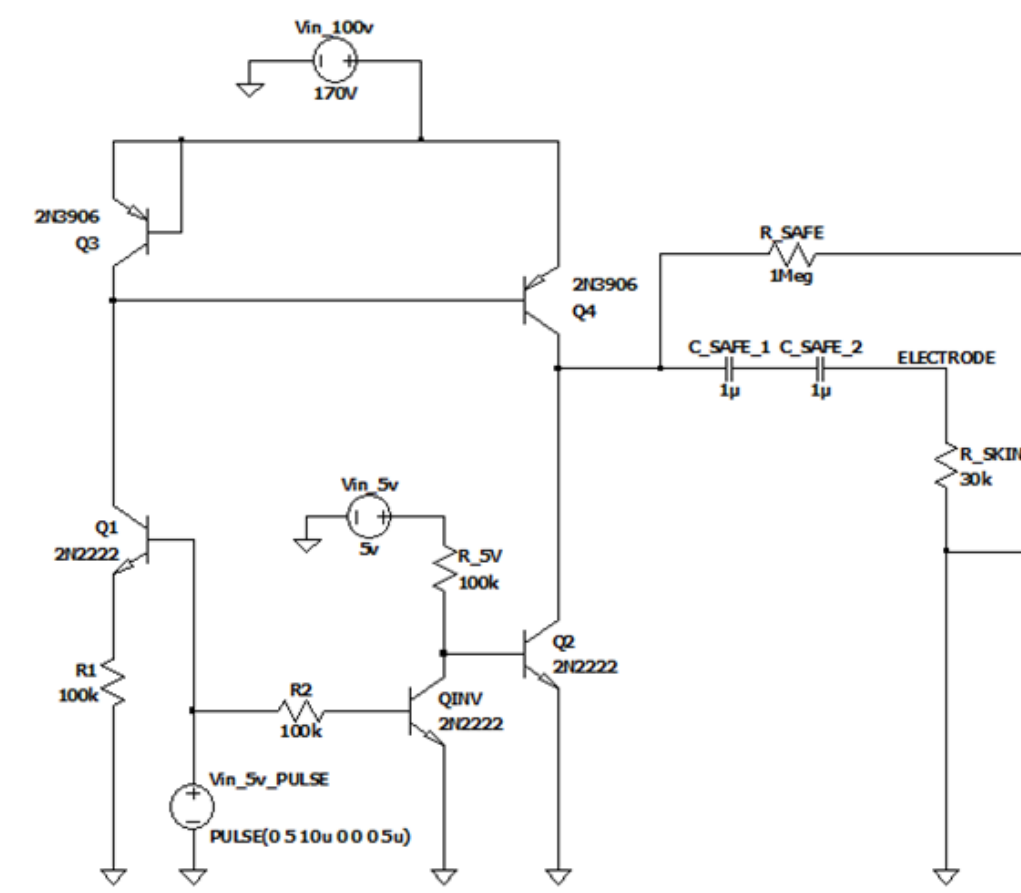 Vin_100v
170V
2N3906
Q3
2N3906
Q4
R_SAFE
1Meg
C_SAFE_1
1µ
C_SAFE_2
1µ
ELECTRODE
R_SKIN
30k
Vin_5v
5v
R_5V
100k
Q1
2N2222
Q2
2N2222
R1
100k
R2
100k
QINV
2N2222
Vin_5v_PULSE
PULSE(0 5 10u 0 0 0 5u)